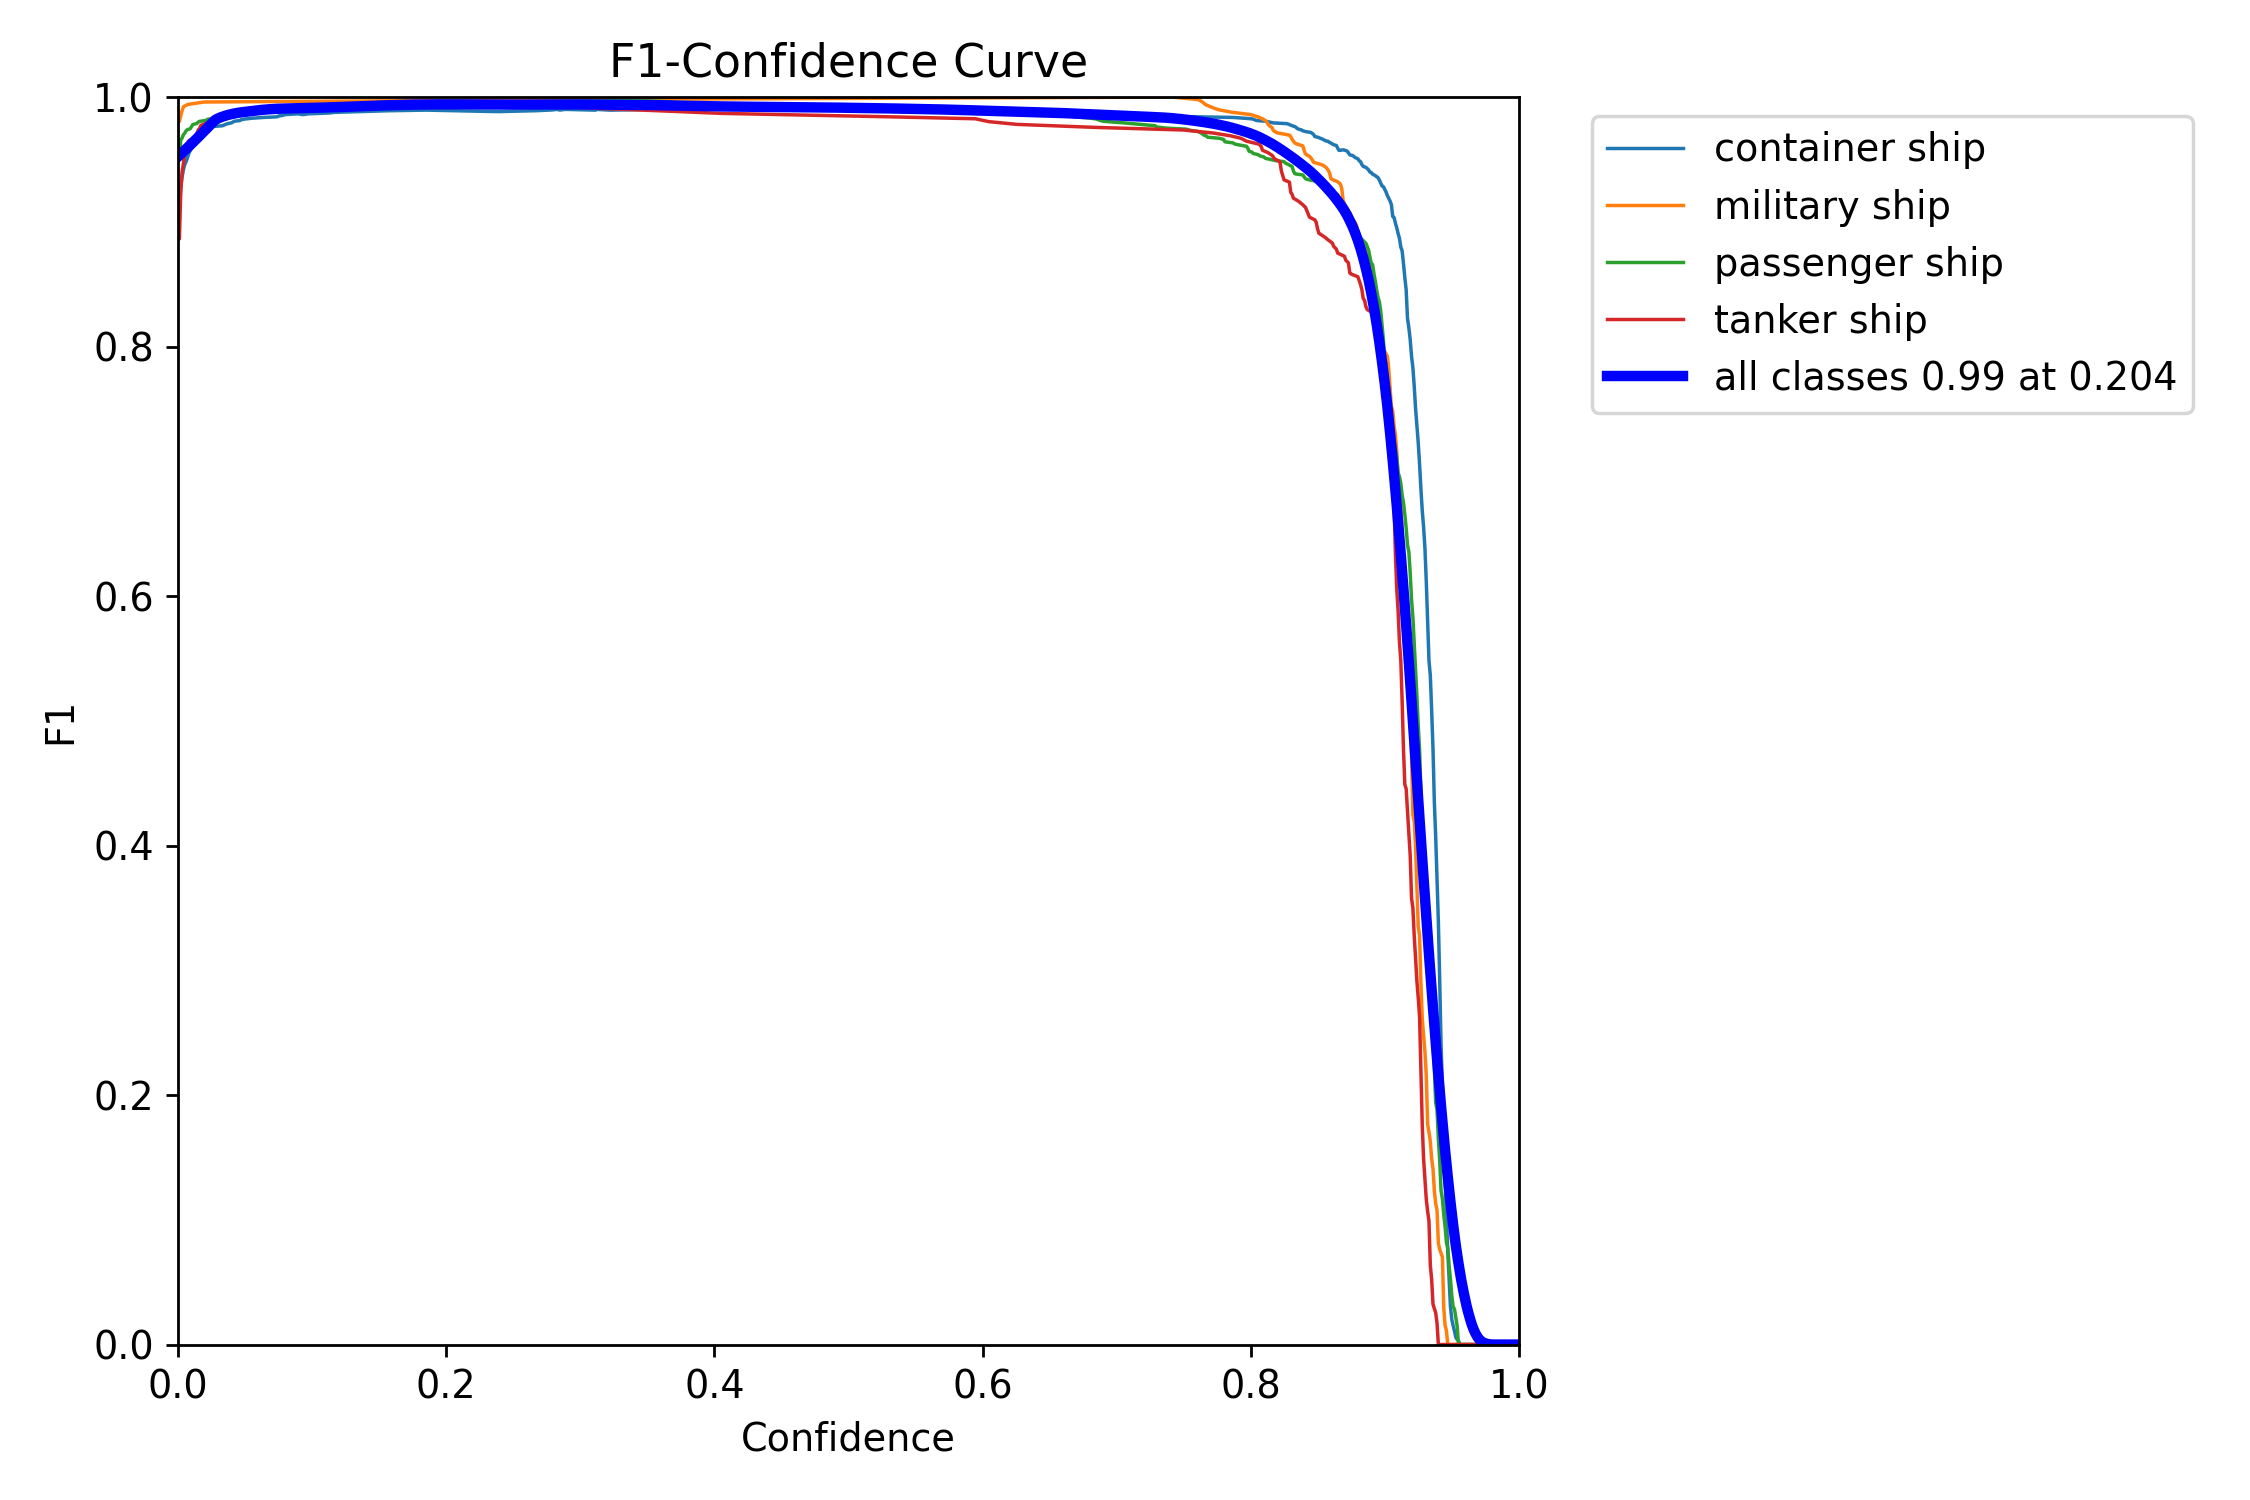 F1-Confidence Curve
1.0
0.8
0.6
0.4
0.2
0.0
F1
0.0 0.2 0.4 0.6 0.8 1.0
Confidence
container ship
military ship
passenger ship
tanker ship
all classes 0.99 at 0.204